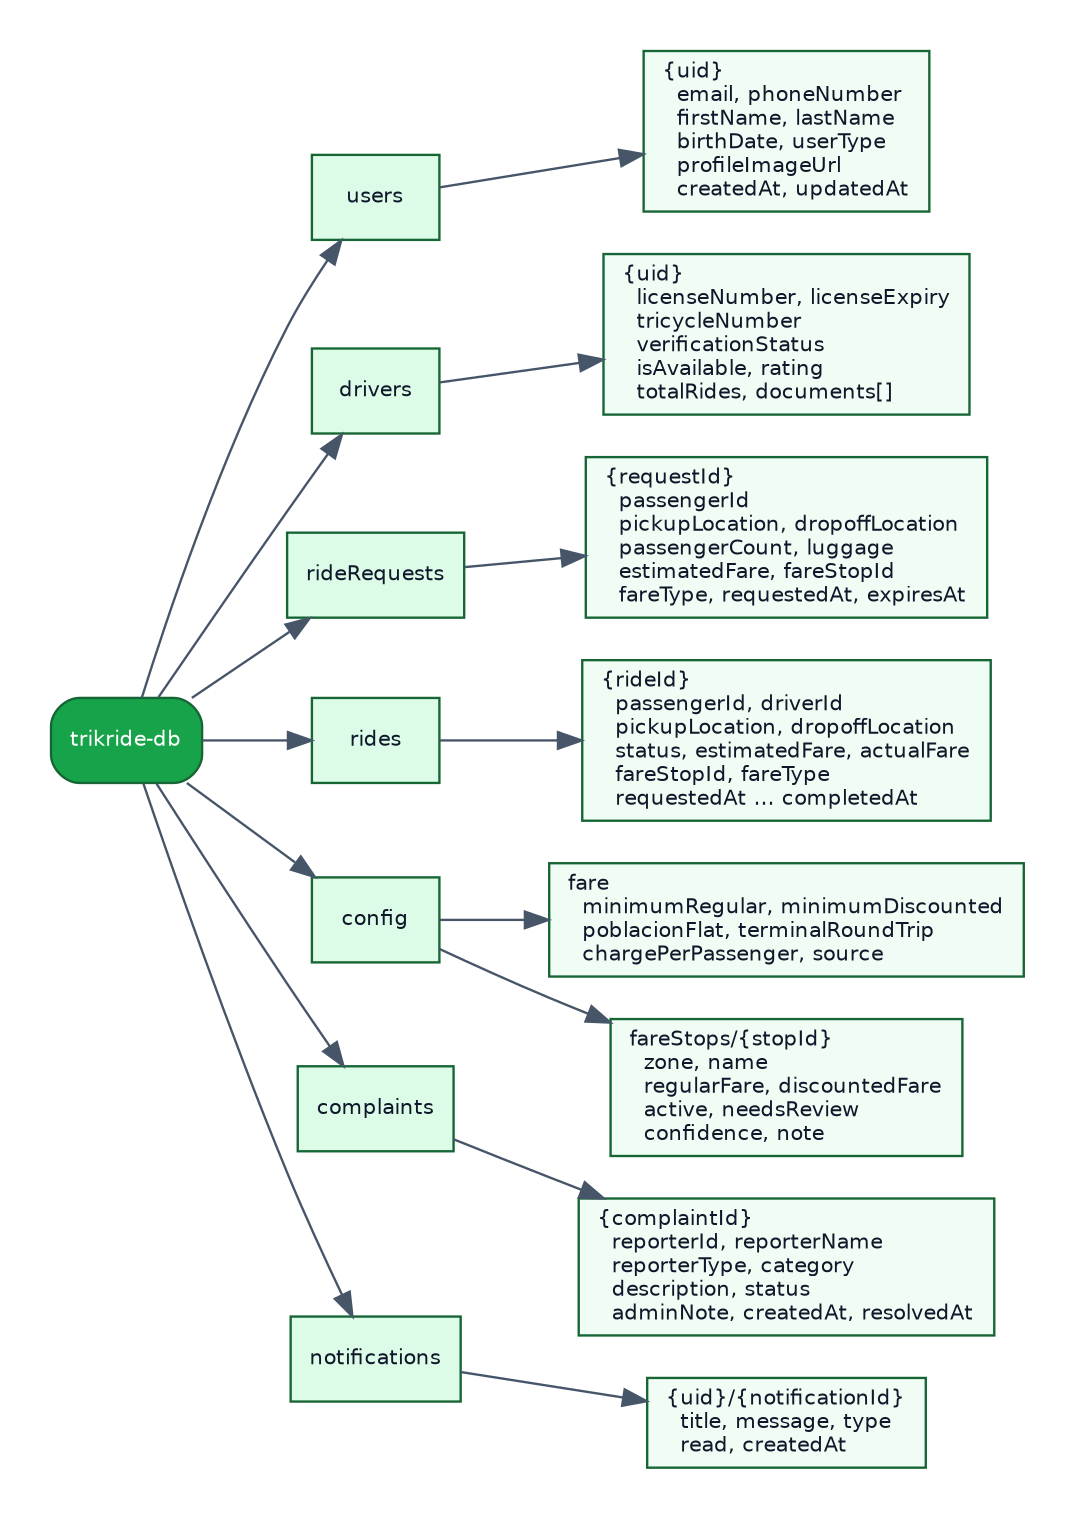 trikride-db
users
{uid}
email, phoneNumber
firstName, lastName
birthDate, userType
profileImageUrl
createdAt, updatedAt
drivers
{uid}
licenseNumber, licenseExpiry
tricycleNumber
verificationStatus
isAvailable, rating
totalRides, documents[]
rideRequests
{requestId}
passengerId
pickupLocation, dropoffLocation
passengerCount, luggage
estimatedFare, fareStopId
fareType, requestedAt, expiresAt
rides
{rideId}
passengerId, driverId
pickupLocation, dropoffLocation
status, estimatedFare, actualFare
fareStopId, fareType
requestedAt ... completedAt
config
fare
minimumRegular, minimumDiscounted
poblacionFlat, terminalRoundTrip
chargePerPassenger, source
fareStops/{stopId}
zone, name
regularFare, discountedFare
active, needsReview
confidence, note
complaints
{complaintId}
reporterId, reporterName
reporterType, category
description, status
adminNote, createdAt, resolvedAt
notifications
{uid}/{notificationId}
title, message, type
read, createdAt